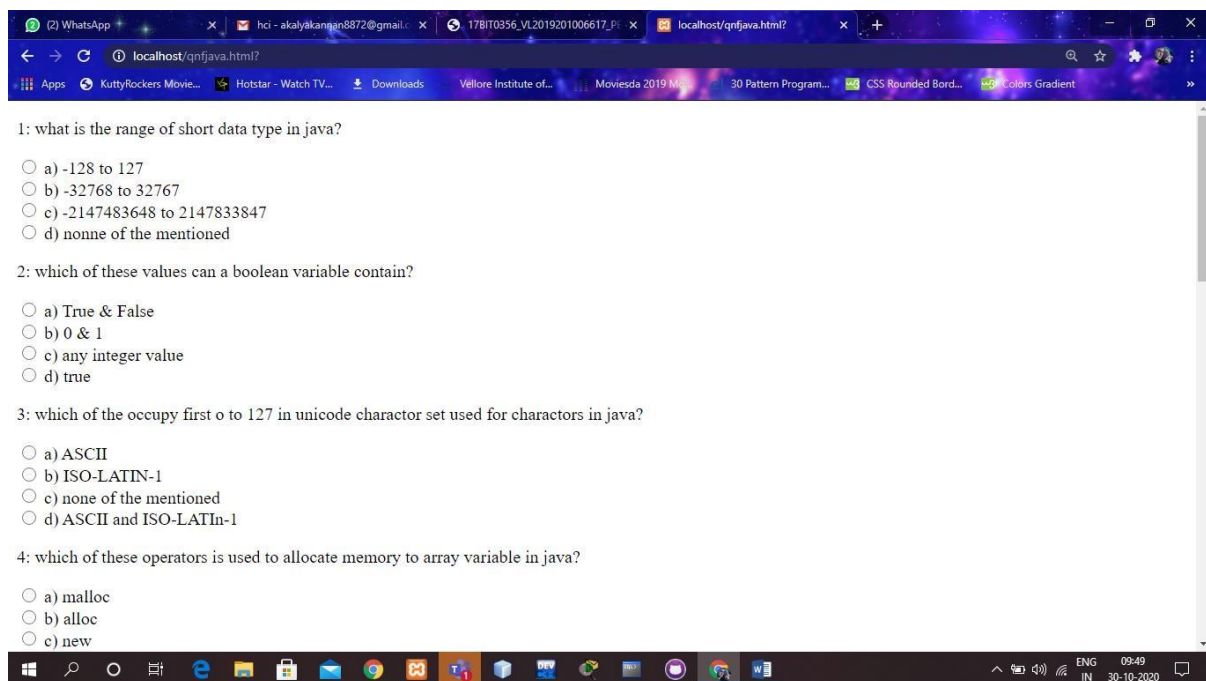 (2) WhatsApp
hci - akalyakannan8872@gmail.c
17BIT0356_VL2019201006617_PE
localhost/qnfjava.html?
localhost/qnfjava.html?
Apps
KuttyRockers Movie...
Hotstar - Watch TV...
Downloads
Vellore Institute of...
Moviesda 2019 M
30 Pattern Program...
CSS Rounded Bord...
Colors Gradient
1: what is the range of short data type in java?
a) -128 to 127
b) -32768 to 32767
c) -2147483648 to 2147833847
d) nonne of the mentioned
2: which of these values can a boolean variable contain?
a) True & False
b) 0 & 1
c) any integer value
d) true
3: which of the occupy first o to 127 in unicode charactor set used for charactors in java?
a) ASCII
b) ISO-LATIN-1
c) none of the mentioned
d) ASCII and ISO-LATIn-1
4: which of these operators is used to allocate memory to array variable in java?
a) malloc
b) alloc
c) new
DEV
ENG
IN
09:49
30-10-2020